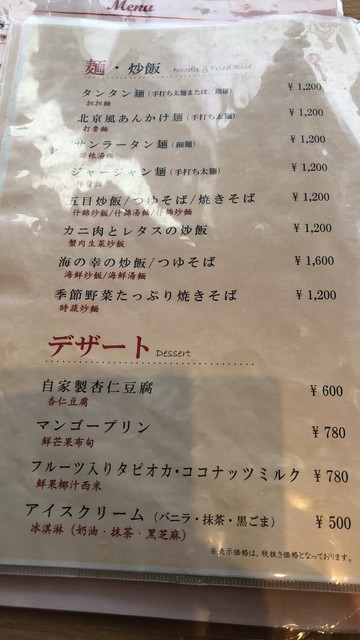 Menu
麺・炒飯 Noodle & Fried Rice
タンタン麺（手打ち太麺または、細麺） ¥ 1,200
担担麺
北京風あんかけ麺（手打ち太麺） ¥ 1,200
打香麺
サンラータン麺（細麺） ¥ 1,200
酸辣湯麺
ジャージャン麺（手打ち太麺） ¥ 1,200
五目炒飯/つゆそば/焼きそば ¥ 1,200
什錦炒飯/什錦湯麺/什錦炒麺
カニ肉とレタスの炒飯 ¥ 1,200
蟹肉生菜炒飯
海の幸の炒飯/つゆそば ¥ 1,600
海鮮炒飯/海鮮湯麺
季節野菜たっぷり焼きそば ¥ 1,200
時蔬炒麺
デザート Dessert
自家製杏仁豆腐 ¥ 600
杏仁豆腐
マンゴープリン ¥ 780
鮮芒果布甸
フルーツ入りタピオカ・ココナッツミルク ¥ 780
鮮果椰汁西米
アイスクリーム（バニラ・抹茶・黒ごま） ¥ 500
冰淇淋（奶油・抹茶・黒芝麻）
※表示価格は、税抜き価格となっております。